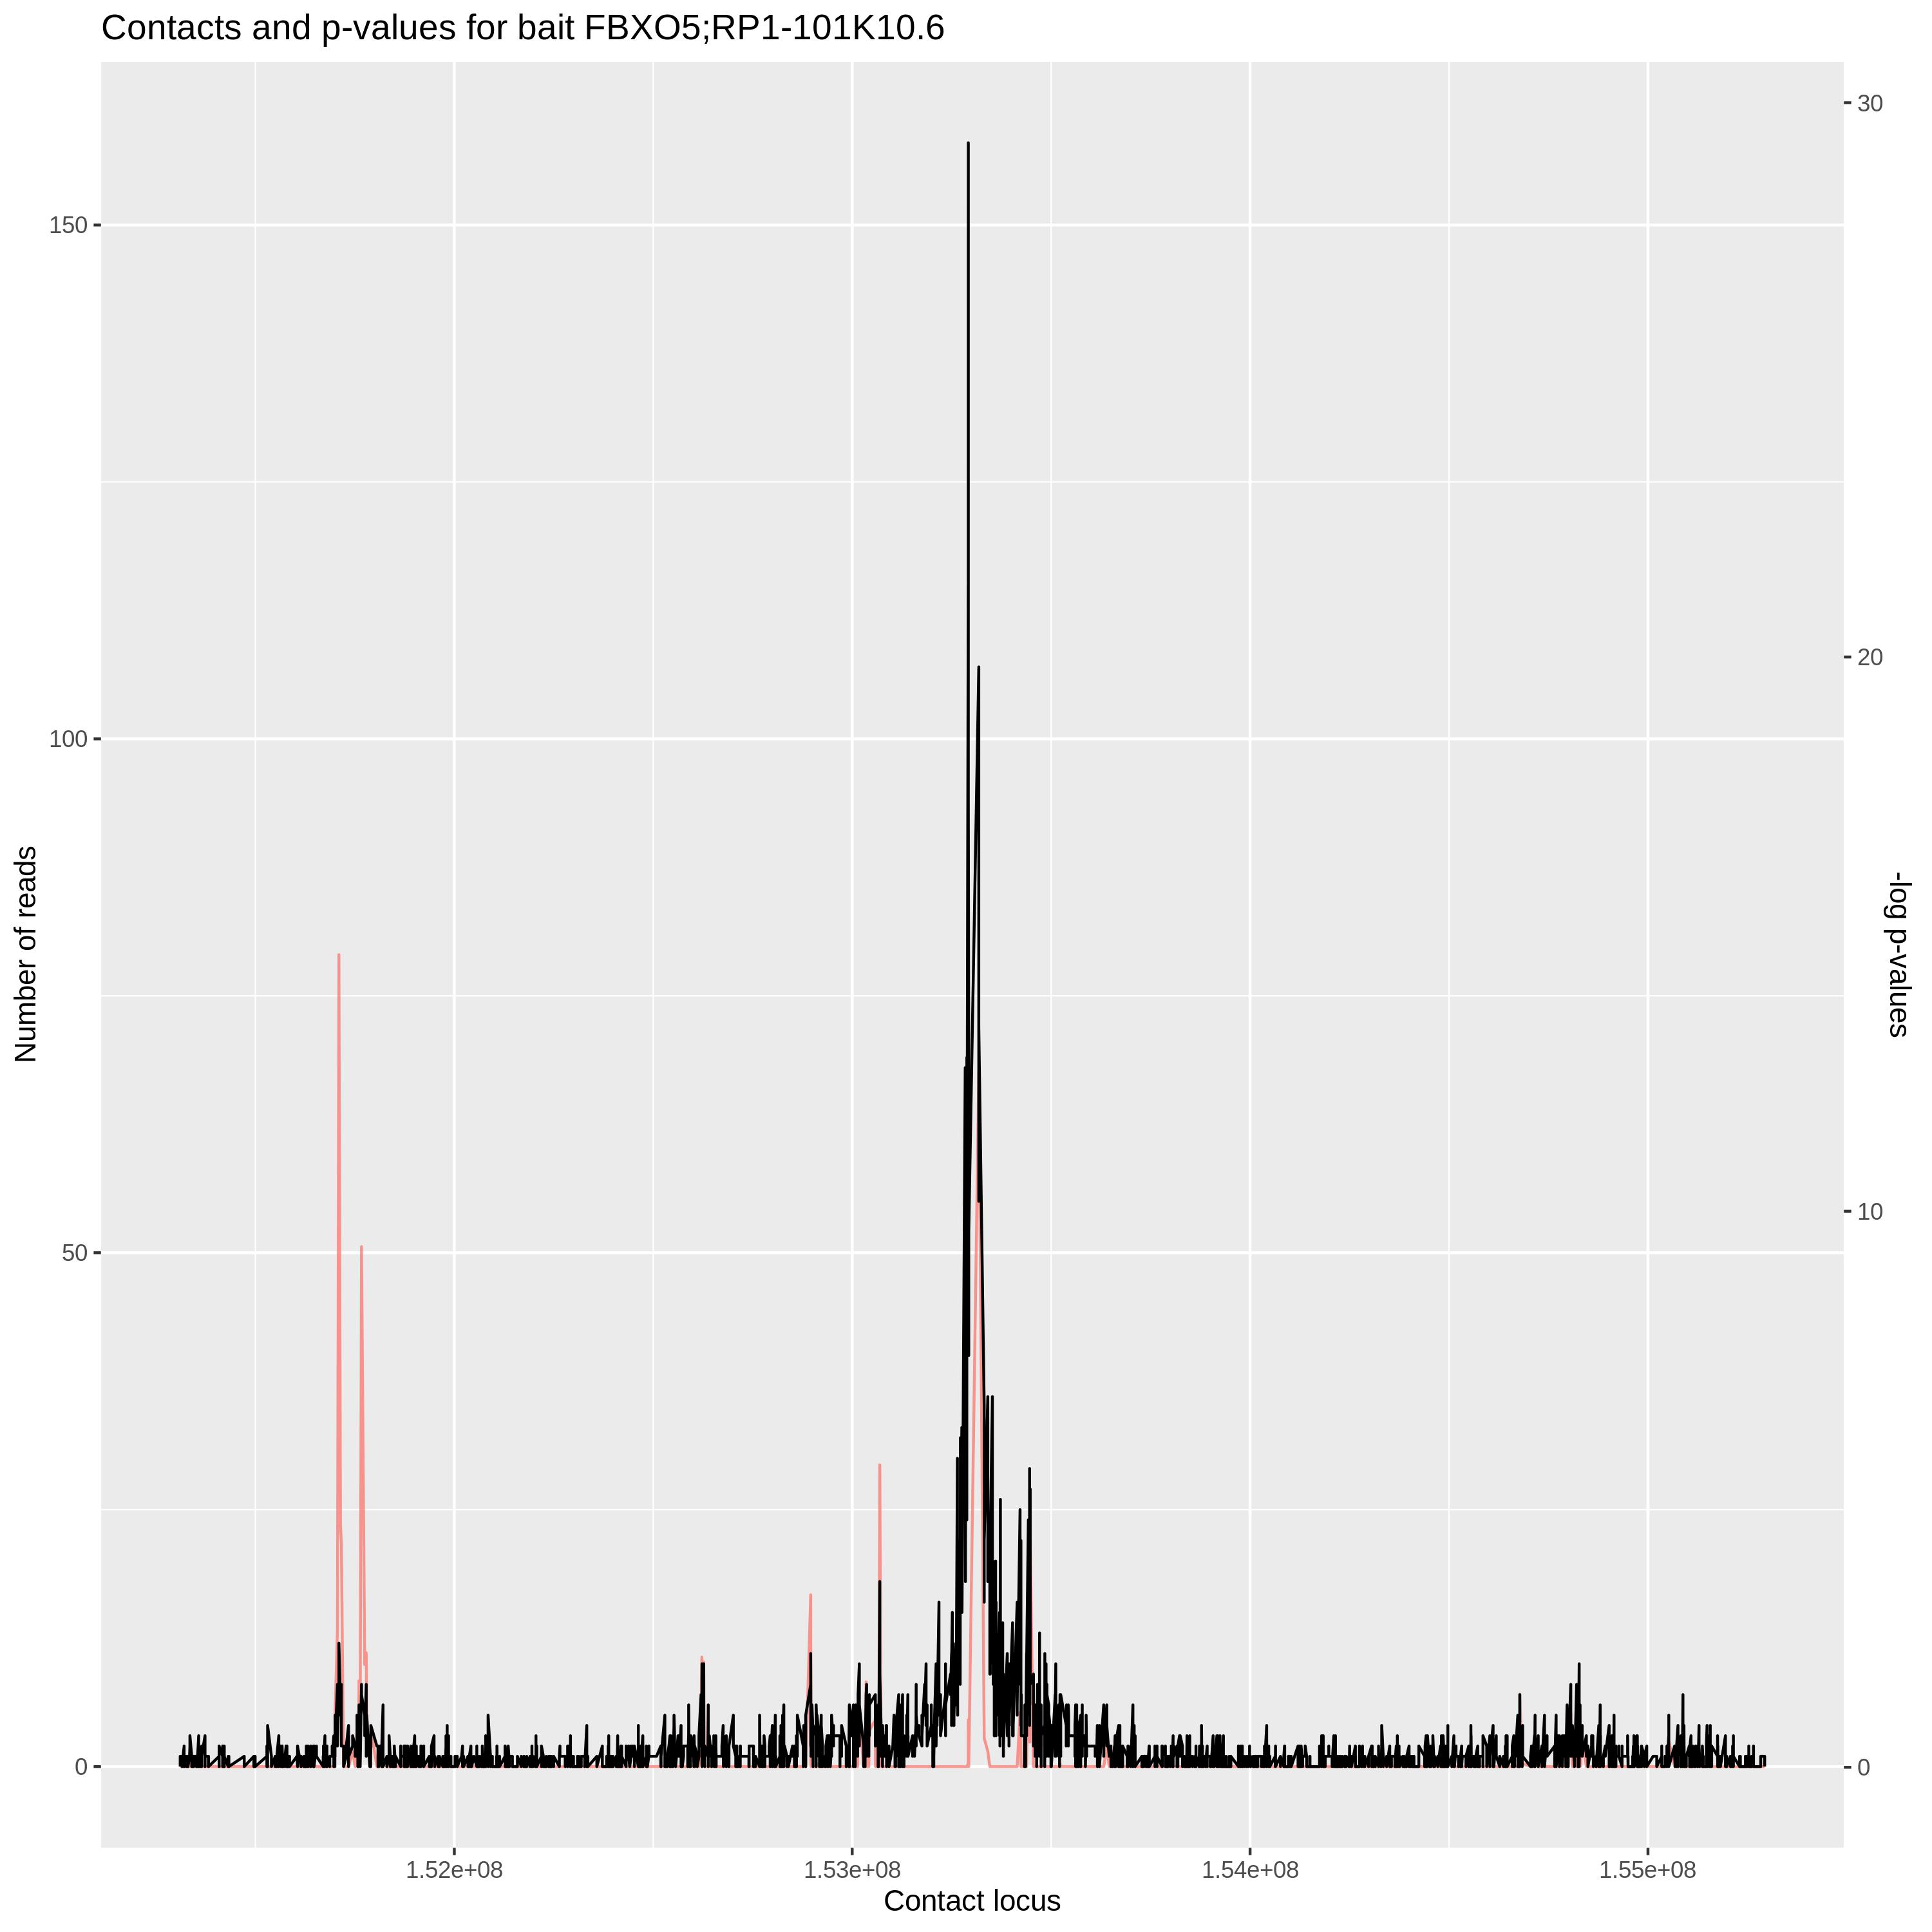 Contacts and p-values for bait FBXO5;RP1-101K10.6
30
150
20
100
Number of reads
-log p-values
10
50
0
0
1.52e+08 1.53e+08 1.54e+08 1.55e+08
Contact locus